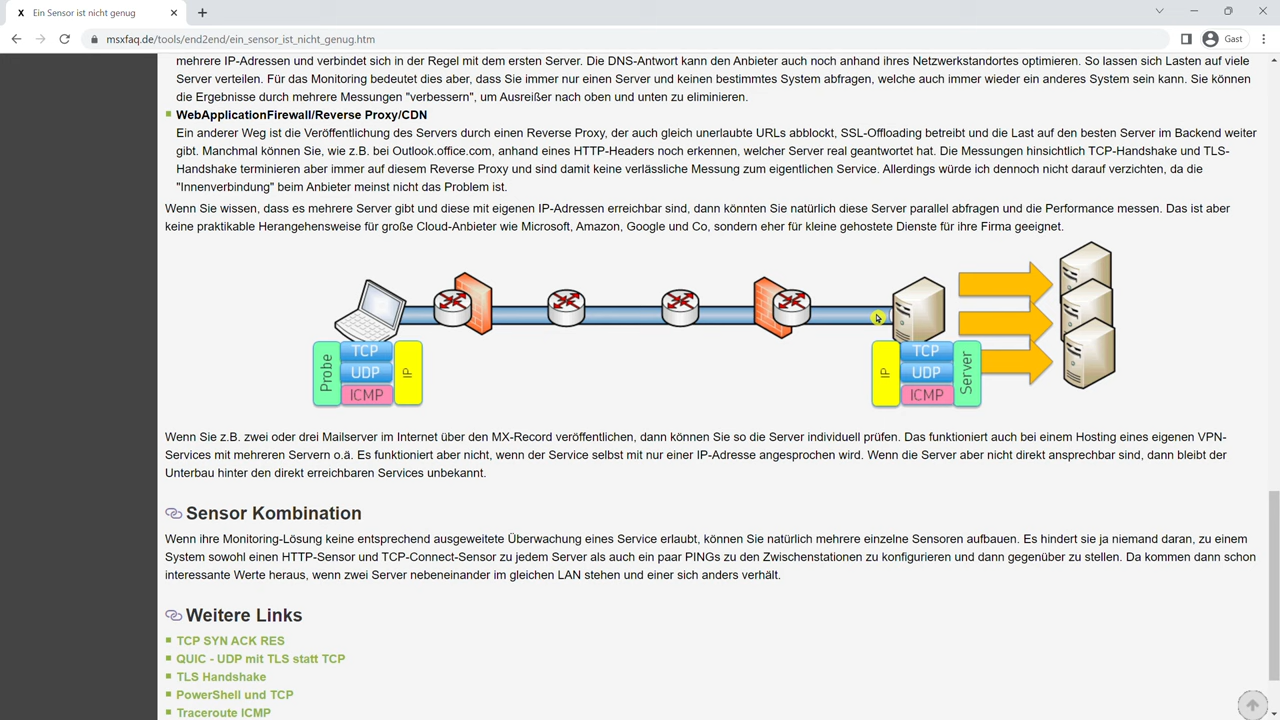 Ein Sensor ist nicht genug
msxfaq.de/tools/end2end/ein_sensor_ist_nicht_genug.htm
Gast
mehrere IP-Adressen und verbindet sich in der Regel mit dem ersten Server. Die DNS-Antwort kann den Anbieter auch noch anhand ihres Netzwerkstandortes optimieren. So lassen sich Lasten auf viele
Server verteilen. Für das Monitoring bedeutet dies aber, dass Sie immer nur einen Server und keinen bestimmtes System abfragen, welche auch immer wieder ein anderes System sein kann. Sie können
die Ergebnisse durch mehrere Messungen "verbessern", um Ausreißer nach oben und unten zu eliminieren.
WebApplicationFirewall/Reverse Proxy/CDN
Ein anderer Weg ist die Veröffentlichung des Servers durch einen Reverse Proxy, der auch gleich unerlaubte URLs abblockt, SSL-Offloading betreibt und die Last auf den besten Server im Backend weiter
gibt. Manchmal können Sie, wie z.B. bei Outlook.office.com, anhand eines HTTP-Headers noch erkennen, welcher Server real geantwortet hat. Die Messungen hinsichtlich TCP-Handshake und TLS-
Handshake terminieren aber immer auf diesem Reverse Proxy und sind damit keine verlässliche Messung zum eigentlichen Service. Allerdings würde ich dennoch nicht darauf verzichten, da die
"Innenverbindung" beim Anbieter meinst nicht das Problem ist.
Wenn Sie wissen, dass es mehrere Server gibt und diese mit eigenen IP-Adressen erreichbar sind, dann könnten Sie natürlich diese Server parallel abfragen und die Performance messen. Das ist aber
keine praktikable Herangehensweise für große Cloud-Anbieter wie Microsoft, Amazon, Google und Co, sondern eher für kleine gehostete Dienste für ihre Firma geeignet.
Probe
TCP
UDP
ICMP
IP
IP
TCP
UDP
ICMP
Server
Wenn Sie z.B. zwei oder drei Mailserver im Internet über den MX-Record veröffentlichen, dann können Sie so die Server individuell prüfen. Das funktioniert auch bei einem Hosting eines eigenen VPN-
Services mit mehreren Servern o.ä. Es funktioniert aber nicht, wenn der Service selbst mit nur einer IP-Adresse angesprochen wird. Wenn die Server aber nicht direkt ansprechbar sind, dann bleibt der
Unterbau hinter den direkt erreichbaren Services unbekannt.
Sensor Kombination
Wenn ihre Monitoring-Lösung keine entsprechend ausgeweitete Überwachung eines Service erlaubt, können Sie natürlich mehrere einzelne Sensoren aufbauen. Es hindert sie ja niemand daran, zu einem
System sowohl einen HTTP-Sensor und TCP-Connect-Sensor zu jedem Server als auch ein paar PINGs zu den Zwischenstationen zu konfigurieren und dann gegenüber zu stellen. Da kommen dann schon
interessante Werte heraus, wenn zwei Server nebeneinander im gleichen LAN stehen und einer sich anders verhält.
Weitere Links
TCP SYN ACK RES
QUIC - UDP mit TLS statt TCP
TLS Handshake
PowerShell und TCP
Traceroute ICMP